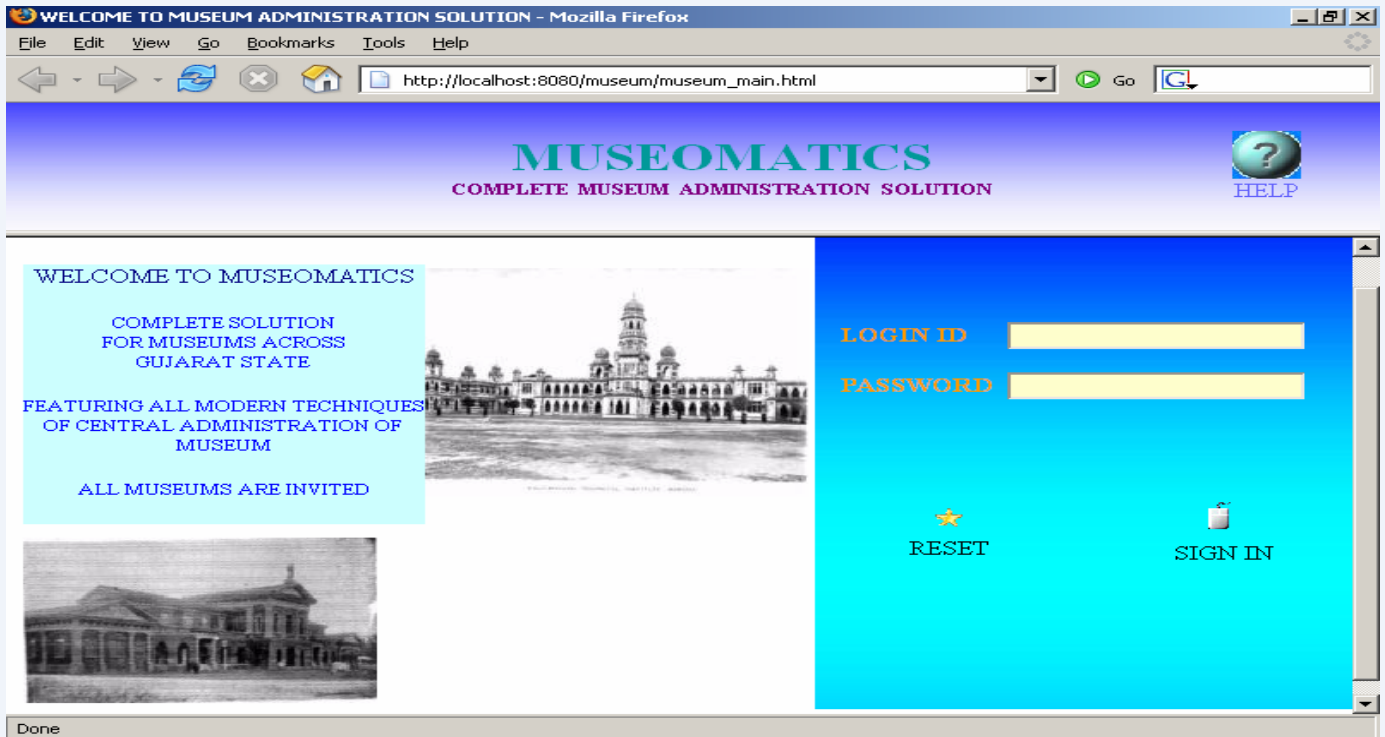 WELCOME TO MUSEUM ADMINISTRATION SOLUTION - Mozilla Firefox
File Edit View Go Bookmarks Tools Help
http://localhost:8080/museum/museum_main.html Go G
MUSEOMATICS
COMPLETE MUSEUM ADMINISTRATION SOLUTION
? HELP
WELCOME TO MUSEOMATICS
COMPLETE SOLUTION
FOR MUSEUMS ACROSS
GUJARAT STATE
FEATURING ALL MODERN TECHNIQUES
OF CENTRAL ADMINISTRATION OF
MUSEUM
ALL MUSEUMS ARE INVITED
LOGIN ID
PASSWORD
RESET
SIGN IN
Done